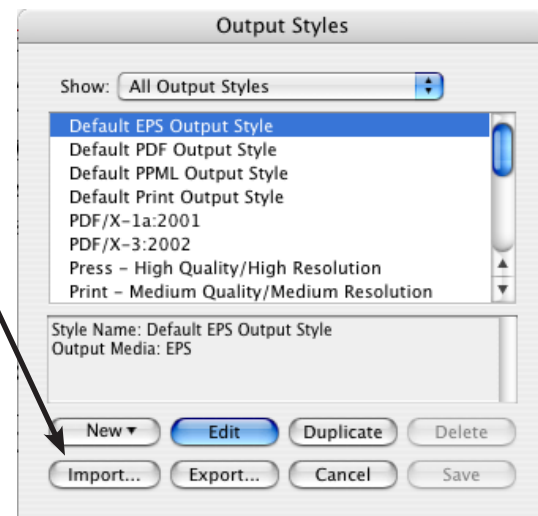 Output Styles
Show: All Output Styles
Default EPS Output Style
Default PDF Output Style
Default PPML Output Style
Default Print Output Style
PDF/X-1a:2001
PDF/X-3:2002
Press – High Quality/High Resolution
Print – Medium Quality/Medium Resolution
Style Name: Default EPS Output Style
Output Media: EPS
New Edit Duplicate Delete
Import... Export... Cancel Save